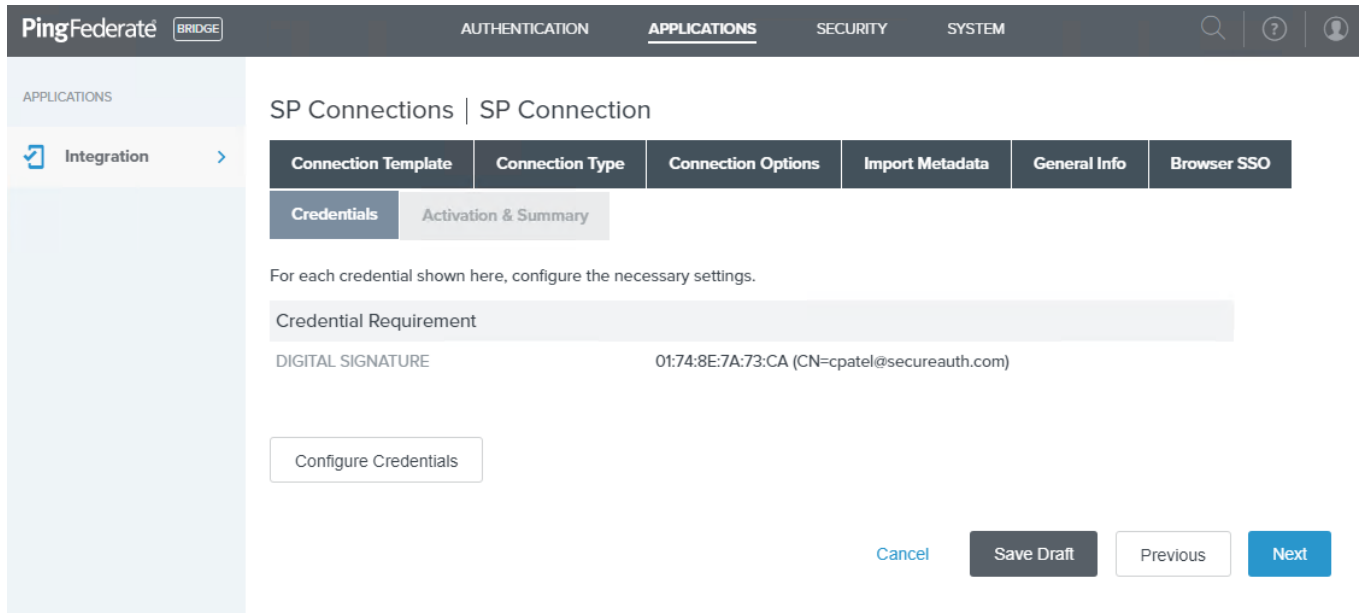 PingFederate BRIDGE AUTHENTICATION APPLICATIONS SECURITY SYSTEM ?
APPLICATIONS
Integration
SP Connections | SP Connection
Connection Template Connection Type Connection Options Import Metadata General Info Browser SSO
Credentials Activation & Summary
For each credential shown here, configure the necessary settings.
Credential Requirement
DIGITAL SIGNATURE 01:74:8E:7A:73:CA (CN=cpatel@secureauth.com)
Configure Credentials
Cancel Save Draft Previous Next